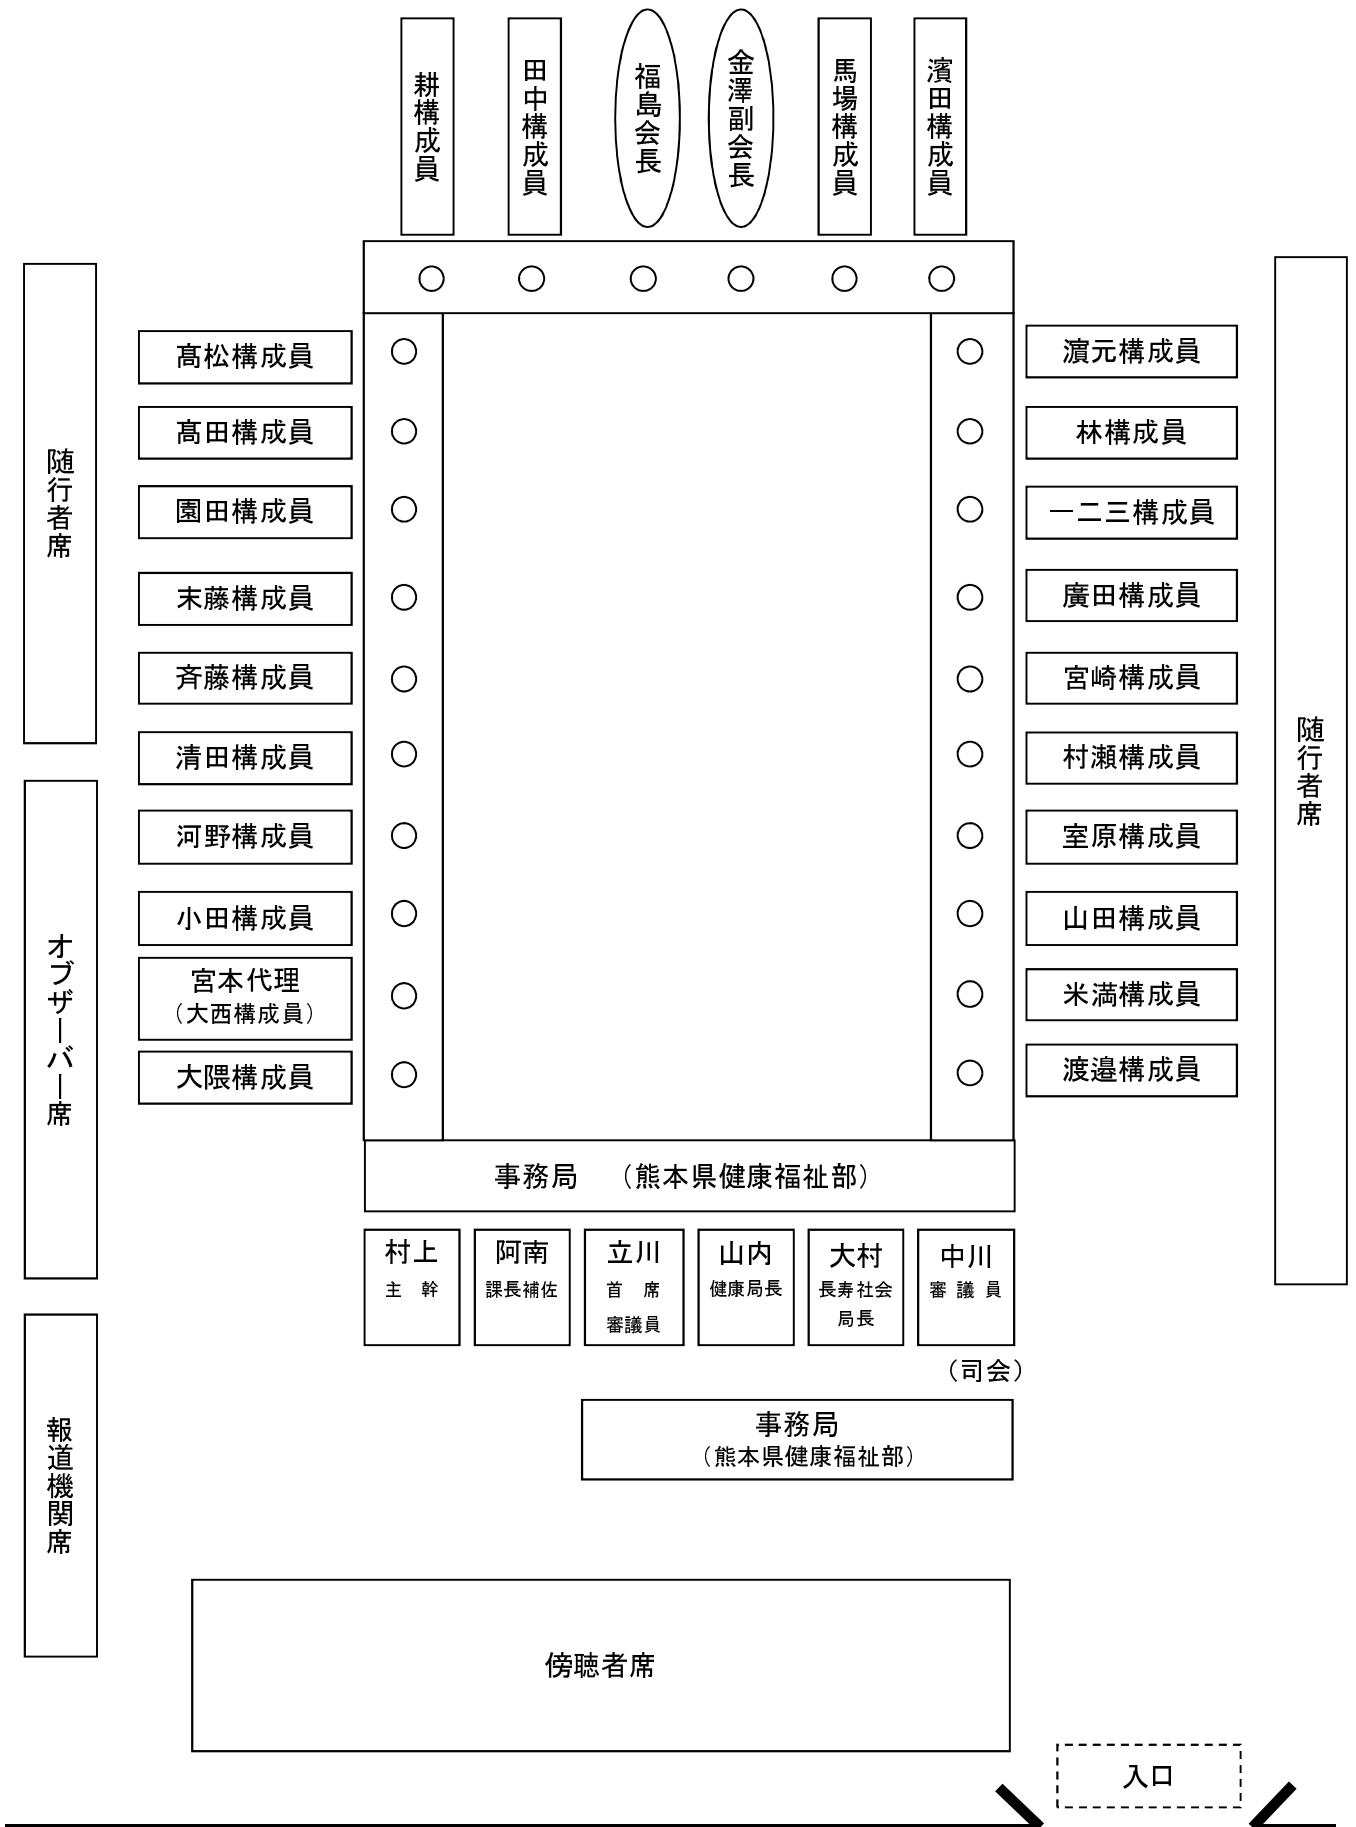 耕構成員
田中構成員
福島会長
金澤副会長
馬場構成員
濱田構成員
随行者席
オブザーバー席
報道機関席
髙松構成員
髙田構成員
園田構成員
末藤構成員
斉藤構成員
清田構成員
河野構成員
小田構成員
宮本代理
（大西構成員）
大隈構成員
濵元構成員
林構成員
一二三構成員
廣田構成員
宮崎構成員
村瀬構成員
室原構成員
山田構成員
米満構成員
渡邉構成員
随行者席
事務局　（熊本県健康福祉部）
村上
主　幹
阿南
課長補佐
立川
首　席
審議員
山内
健康局長
大村
長寿社会
局長
中川
審 議 員
（司会）
事務局
（熊本県健康福祉部）
傍聴者席
入口